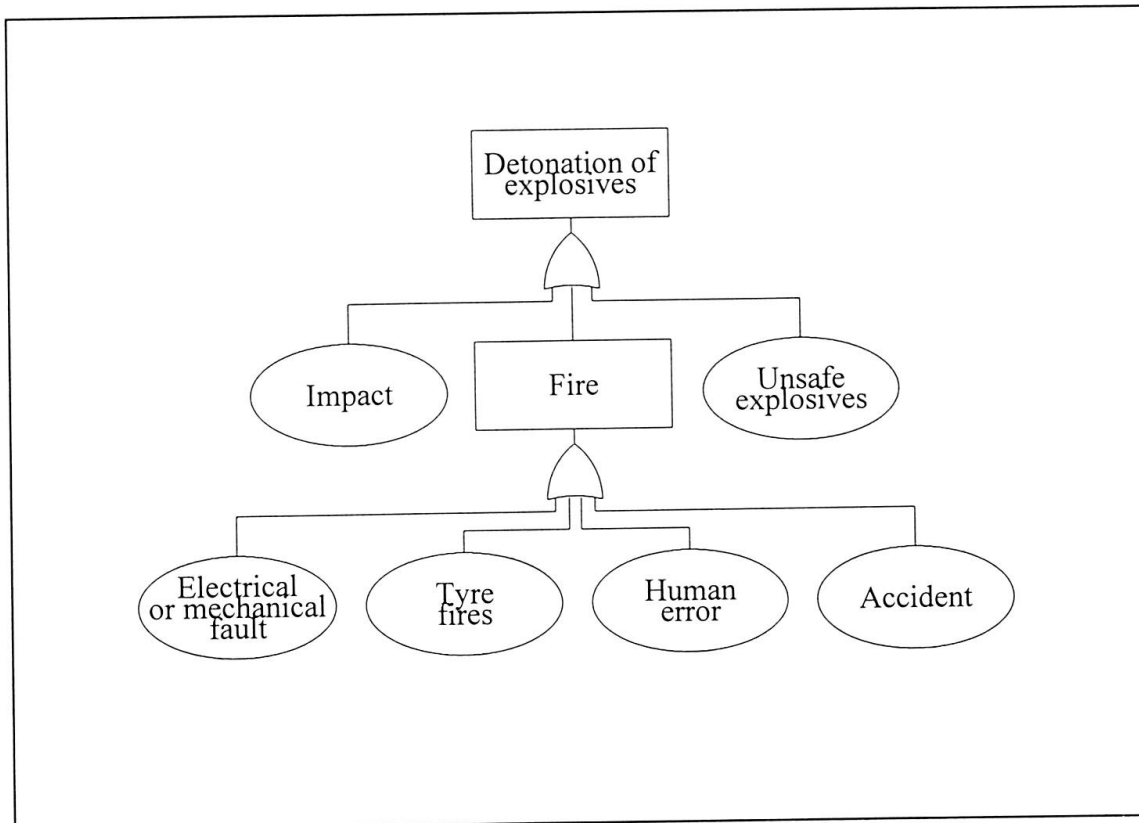 Detonation of
explosives
Impact
Fire
Unsafe
explosives
Electrical
or mechanical
fault
Tyre
fires
Human
error
Accident